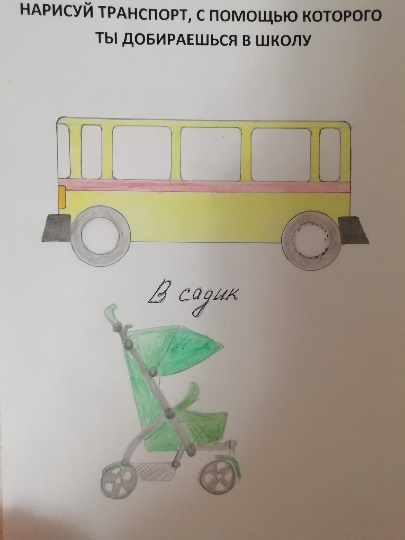 НАРИСУЙ ТРАНСПОРТ, С ПОМОЩЬЮ КОТОРОГО
ТЫ ДОБИРАЕШЬСЯ В ШКОЛУ
В садик